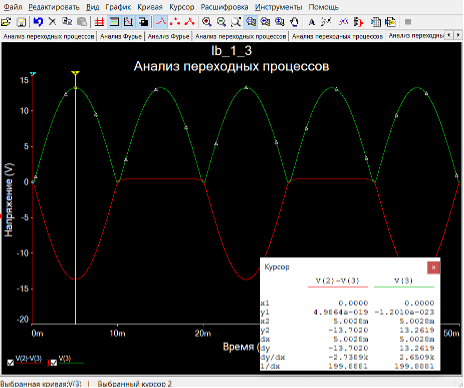 Файл Редактировать Вид График Кривая Курсор Расшифровка Инструменты Помощь
Анализ переходных процессов Анализ Фурье Анализ Фурье Анализ переходных процессов Анализ переходных процессов Анализ переходны
lb_1_3
Анализ переходных процессов
Напряжение (V)
15
10
5
0
-5
-10
-15
-20
0 10m 20m 30m 50m
Время (
Курсор
V(2)-V(3) V(3)
x1 0.0000 0.0000
y1 4.9864e-019 -1.2010e-023
x2 5.0028m 5.0028m
y2 -13.7020 13.2619
dx 5.0028m 5.0028m
dy -13.7020 13.2619
dy/dx -2.7389k 2.6509k
1/dx 199.8881 199.8881
V(2)-V(3) V(3)
Выбранная кривая:V(3) Выбранный курсор 2